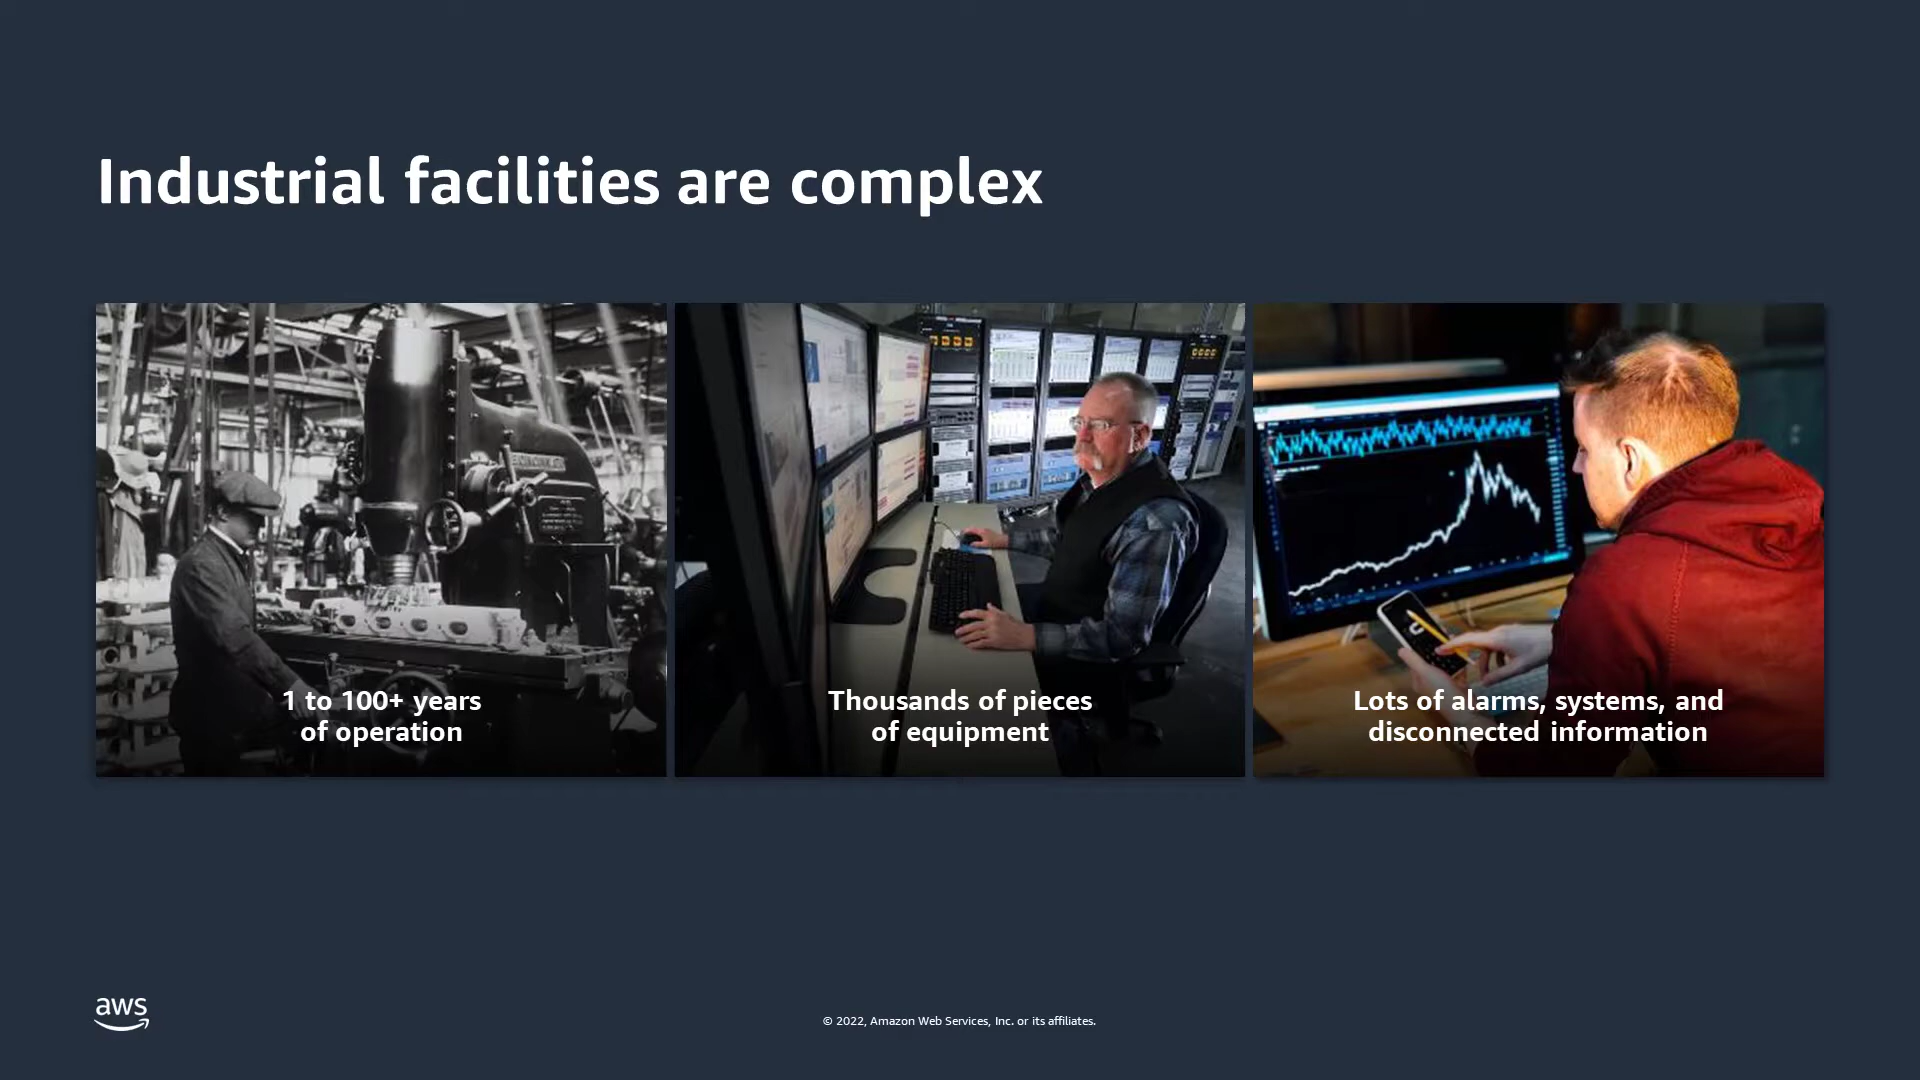 Industrial facilities are complex
1 to 100+ years
of operation
Thousands of pieces
of equipment
Lots of alarms, systems, and
disconnected information
aws
© 2022, Amazon Web Services, Inc. or its affiliates.